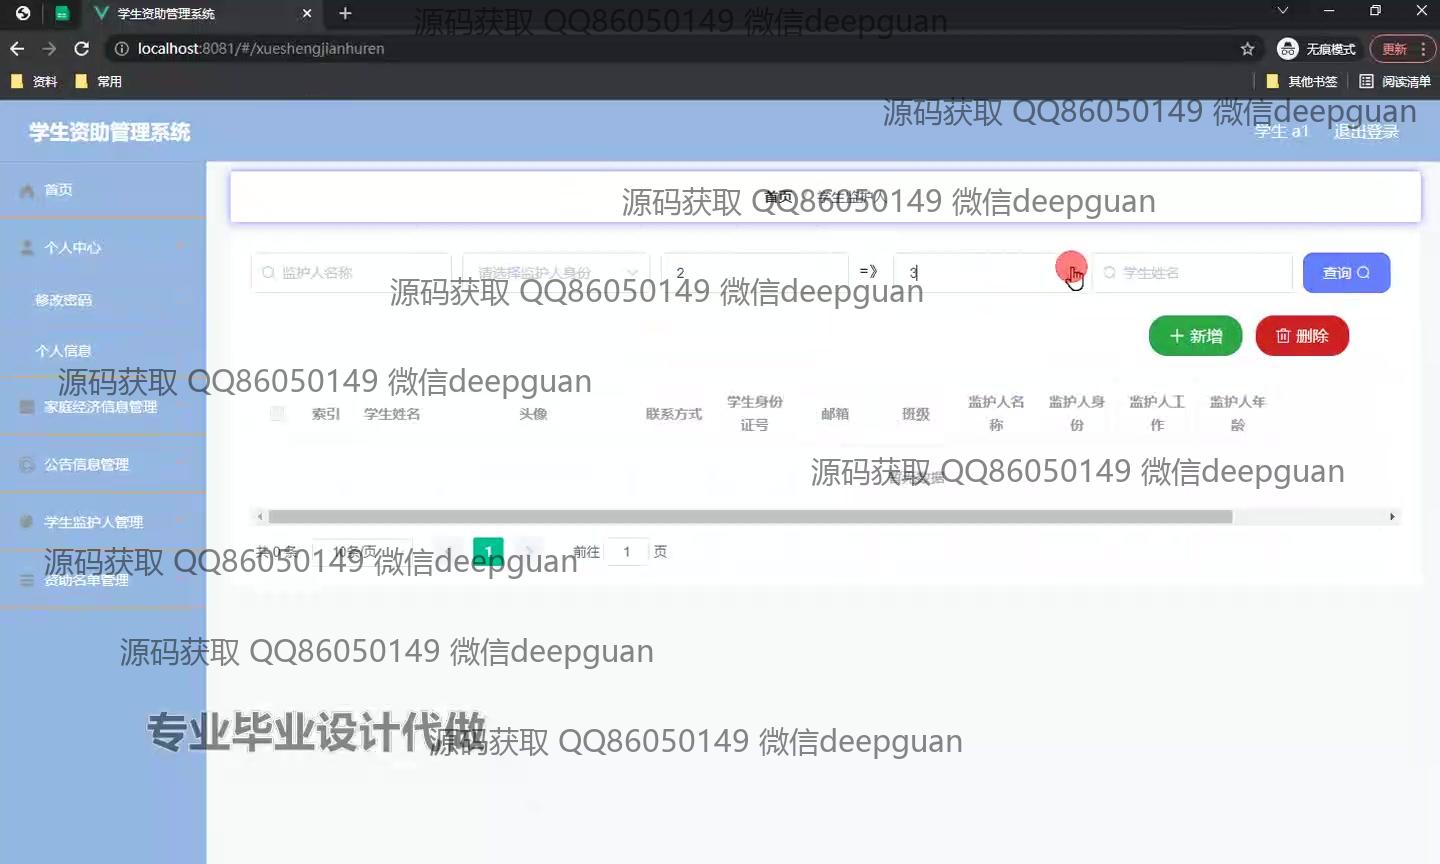 学生资助管理系统
源码获取 QQ86050149 微信deepguan
localhost:8081/#/xueshengjianhuren
无痕模式
更新
资料
常用
其他书签
阅读清单
源码获取 QQ86050149 微信deepguan
学生资助管理系统
学生 a1
退出登录
首页
源码获取 QQ86050149 微信deepguan
首页
学生监护人
个人中心
监护人名称
请选择监护人身份
2
=》
3
学生姓名
查询
源码获取 QQ86050149 微信deepguan
修改密码
新增
删除
个人信息
源码获取 QQ86050149 微信deepguan
家庭经济信息管理
索引
学生姓名
头像
联系方式
学生身份证号
邮箱
班级
监护人名称
监护人身份
监护人工作
监护人年龄
公告信息管理
源码获取 QQ86050149 微信deepguan
暂无数据
学生监护人管理
共 0 条
10条/页
1
前往
1
页
源码获取 QQ86050149 微信deepguan
资助名单管理
源码获取 QQ86050149 微信deepguan
专业毕业设计代做
源码获取 QQ86050149 微信deepguan